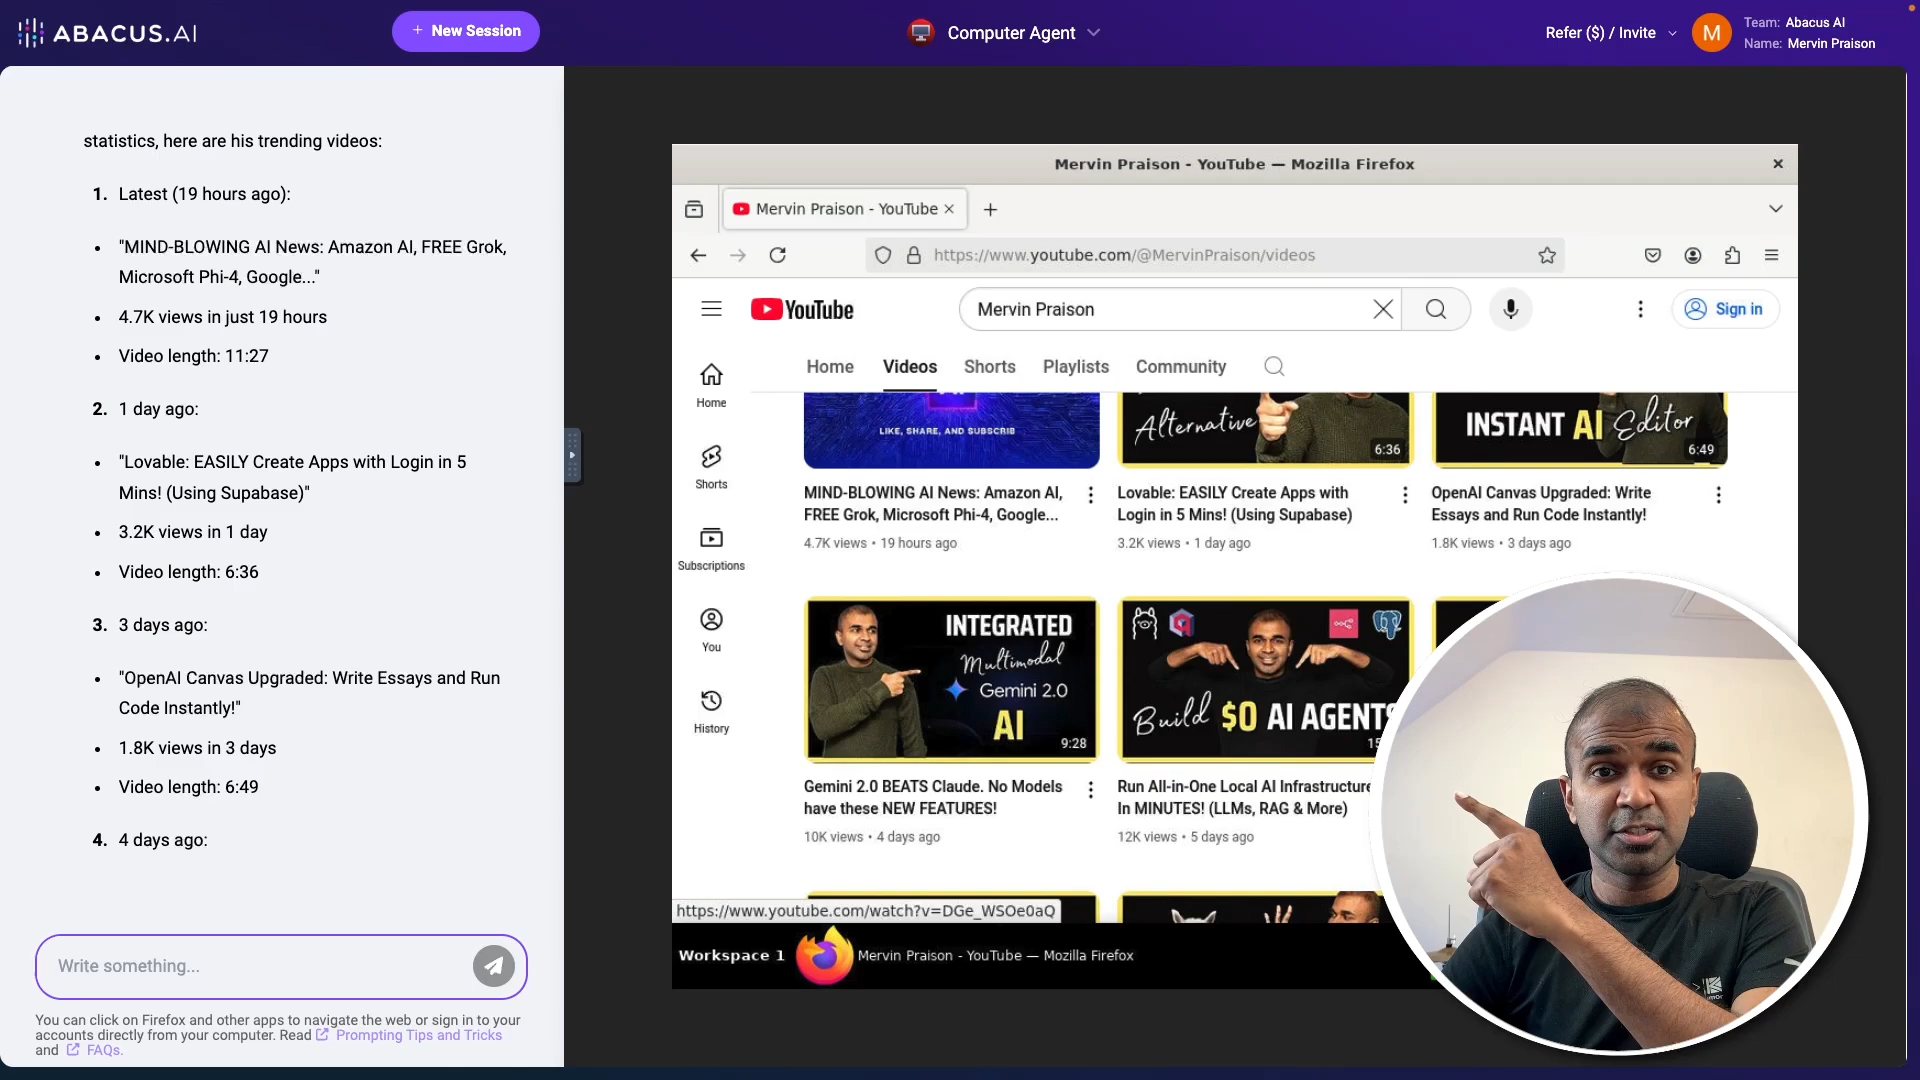 ABACUS.AI
+ New Session
Computer Agent
Refer ($) / Invite
M
Team: Abacus AI
Name: Mervin Praison
statistics, here are his trending videos:
1. Latest (19 hours ago):
• "MIND-BLOWING AI News: Amazon AI, FREE Grok,
Microsoft Phi-4, Google..."
• 4.7K views in just 19 hours
• Video length: 11:27
2. 1 day ago:
• "Lovable: EASILY Create Apps with Login in 5
Mins! (Using Supabase)"
• 3.2K views in 1 day
• Video length: 6:36
3. 3 days ago:
• "OpenAI Canvas Upgraded: Write Essays and Run
Code Instantly!"
• 1.8K views in 3 days
• Video length: 6:49
4. 4 days ago:
Write something...
You can click on Firefox and other apps to navigate the web or sign in to your
accounts directly from your computer. Read Prompting Tips and Tricks
and FAQs.
Mervin Praison - YouTube — Mozilla Firefox
Mervin Praison - YouTube
https://www.youtube.com/@MervinPraison/videos
YouTube
Mervin Praison
Sign in
Home
Videos
Shorts
Playlists
Community
Home
Shorts
Subscriptions
You
History
LIKE, SHARE, AND SUBSCRIB
Alternative
6:36
INSTANT AI Editor
6:49
MIND-BLOWING AI News: Amazon AI,
FREE Grok, Microsoft Phi-4, Google...
4.7K views • 19 hours ago
Lovable: EASILY Create Apps with
Login in 5 Mins! (Using Supabase)
3.2K views • 1 day ago
OpenAI Canvas Upgraded: Write
Essays and Run Code Instantly!
1.8K views • 3 days ago
INTEGRATED
Multimodal
Gemini 2.0
AI
9:28
Build $0 AI AGENTS
Gemini 2.0 BEATS Claude. No Models
have these NEW FEATURES!
10K views • 4 days ago
Run All-in-One Local AI Infrastructure
In MINUTES! (LLMs, RAG & More)
12K views • 5 days ago
https://www.youtube.com/watch?v=DGe_WSOe0aQ
Workspace 1
Mervin Praison - YouTube — Mozilla Firefox